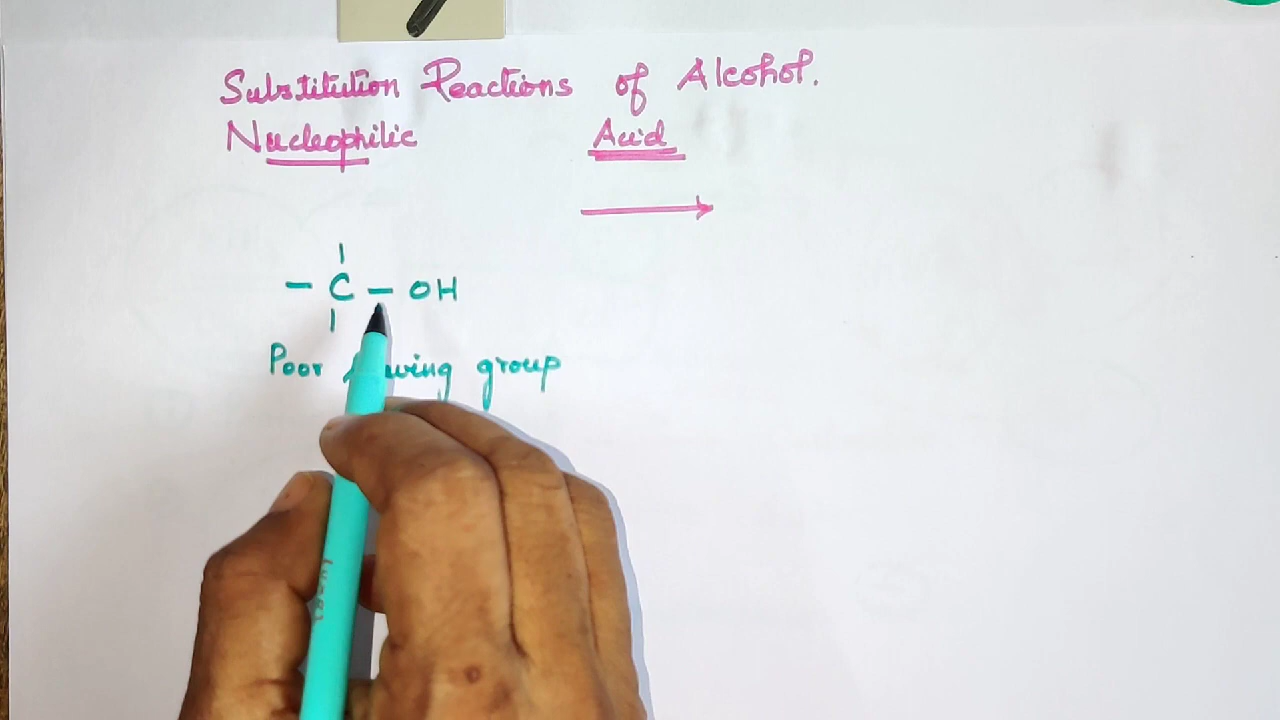 Substitution Reactions of Alcohol.
Nucleophilic Acid
- C - OH
Poor group